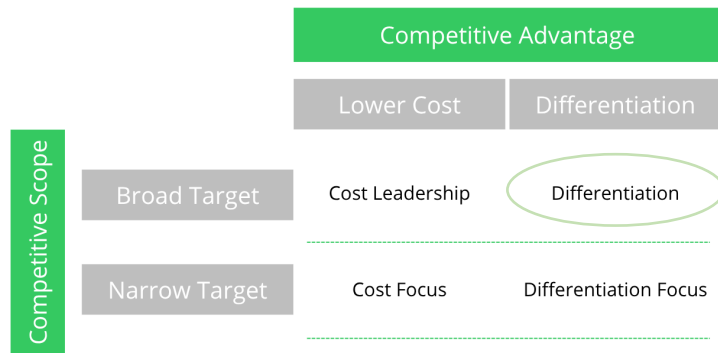 Competitive Advantage
Lower Cost Differentiation
Competitive Scope
Broad Target Cost Leadership Differentiation
Narrow Target Cost Focus Differentiation Focus